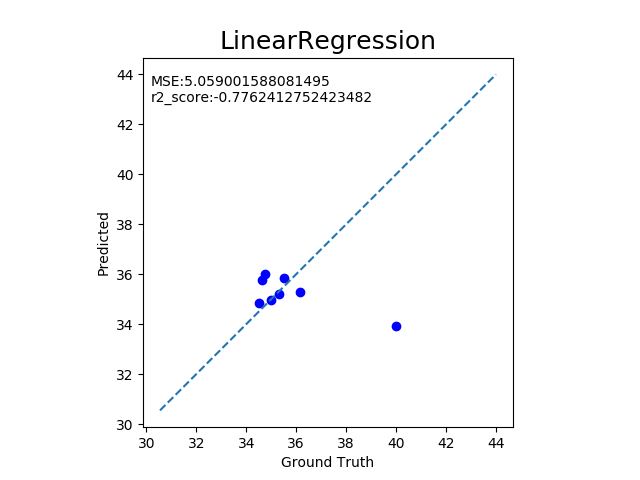 LinearRegression
MSE:5.059001588081495
r2_score:-0.7762412752423482
44
42
40
38
36
34
32
30
Predicted
30 32 34 36 38 40 42 44
Ground Truth